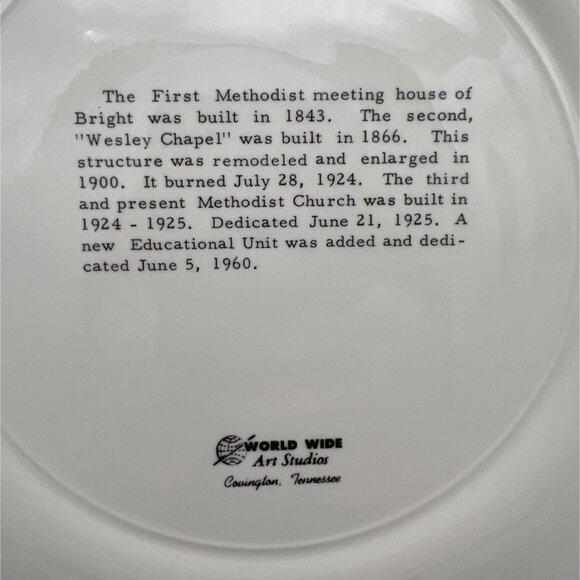 The First Methodist meeting house of
Bright was built in 1843. The second,
"Wesley Chapel" was built in 1866. This
structure was remodeled and enlarged in
1900. It burned July 28, 1924. The third
and present Methodist Church was built in
1924 - 1925. Dedicated June 21, 1925. A
new Educational Unit was added and dedi-
cated June 5, 1960.
WORLD WIDE
Art Studios
Covington, Tennessee